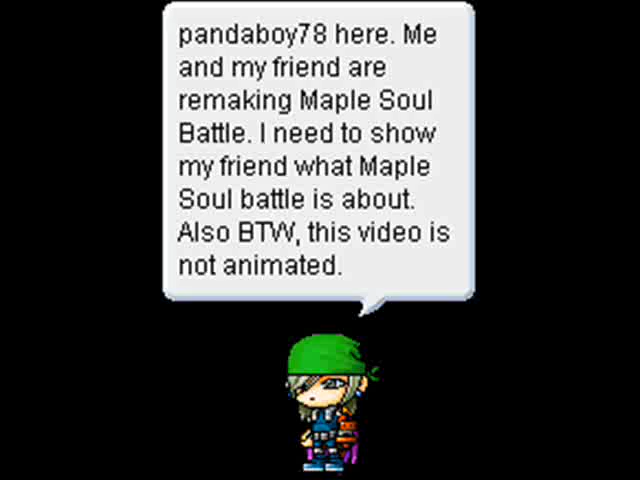 pandaboy78 here. Me
and my friend are
remaking Maple Soul
Battle. I need to show
my friend what Maple
Soul battle is about.
Also BTW, this video is
not animated.